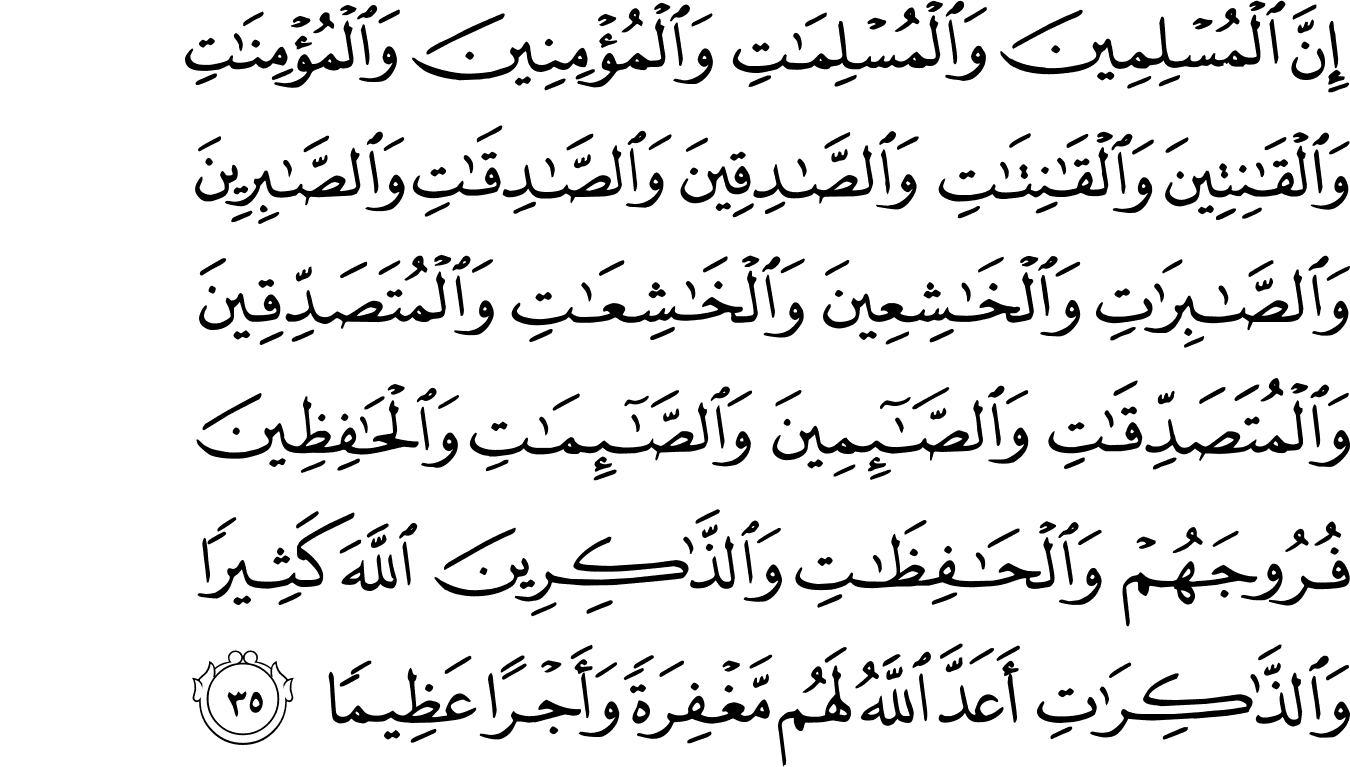 إِنَّ ٱلْمُسْلِمِينَ وَٱلْمُسْلِمَـٰتِ وَٱلْمُؤْمِنِينَ وَٱلْمُؤْمِنَـٰتِ
وَٱلْقَـٰنِتِينَ وَٱلْقَـٰنِتَـٰتِ وَٱلصَّـٰدِقِينَ وَٱلصَّـٰدِقَـٰتِ وَٱلصَّـٰبِرِينَ
وَٱلصَّـٰبِرَٰتِ وَٱلْخَـٰشِعِينَ وَٱلْخَـٰشِعَـٰتِ وَٱلْمُتَصَدِّقِينَ
وَٱلْمُتَصَدِّقَـٰتِ وَٱلصَّـٰٓئِمِينَ وَٱلصَّـٰٓئِمَـٰتِ وَٱلْحَـٰفِظِينَ
فُرُوجَهُمْ وَٱلْحَـٰفِظَـٰتِ وَٱلذَّٰكِرِينَ ٱللَّهَ كَثِيرًا
وَٱلذَّٰكِرَٰتِ أَعَدَّ ٱللَّهُ لَهُم مَّغْفِرَةً وَأَجْرًا عَظِيمًا ٣٥